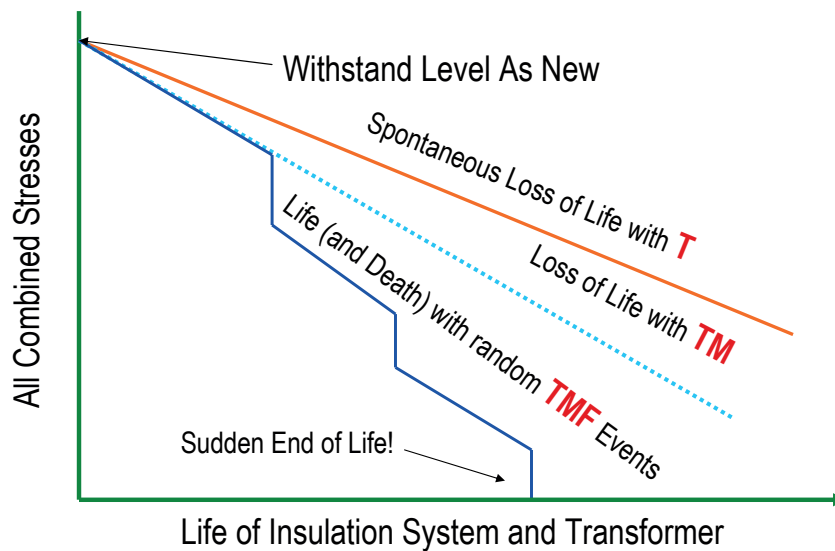 Withstand Level As New
All Combined Stresses
Spontaneous Loss of Life with T
Loss of Life with TM
Life (and Death) with random TMF Events
Sudden End of Life!
Life of Insulation System and Transformer